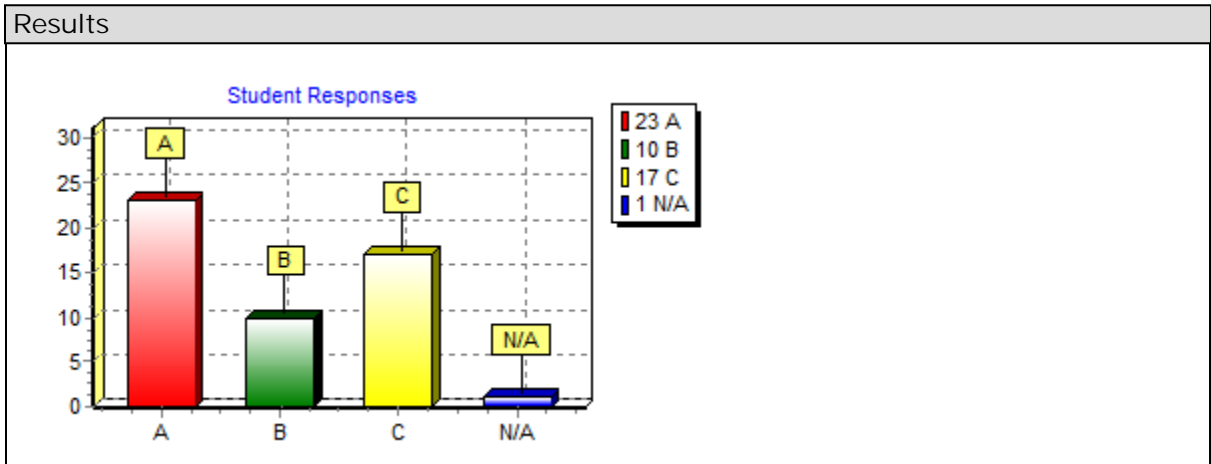 Results
Student Responses
23 A
10 B
17 C
1 N/A
30
25
20
15
10
5
0
A
B
C
N/A
A
B
C
N/A